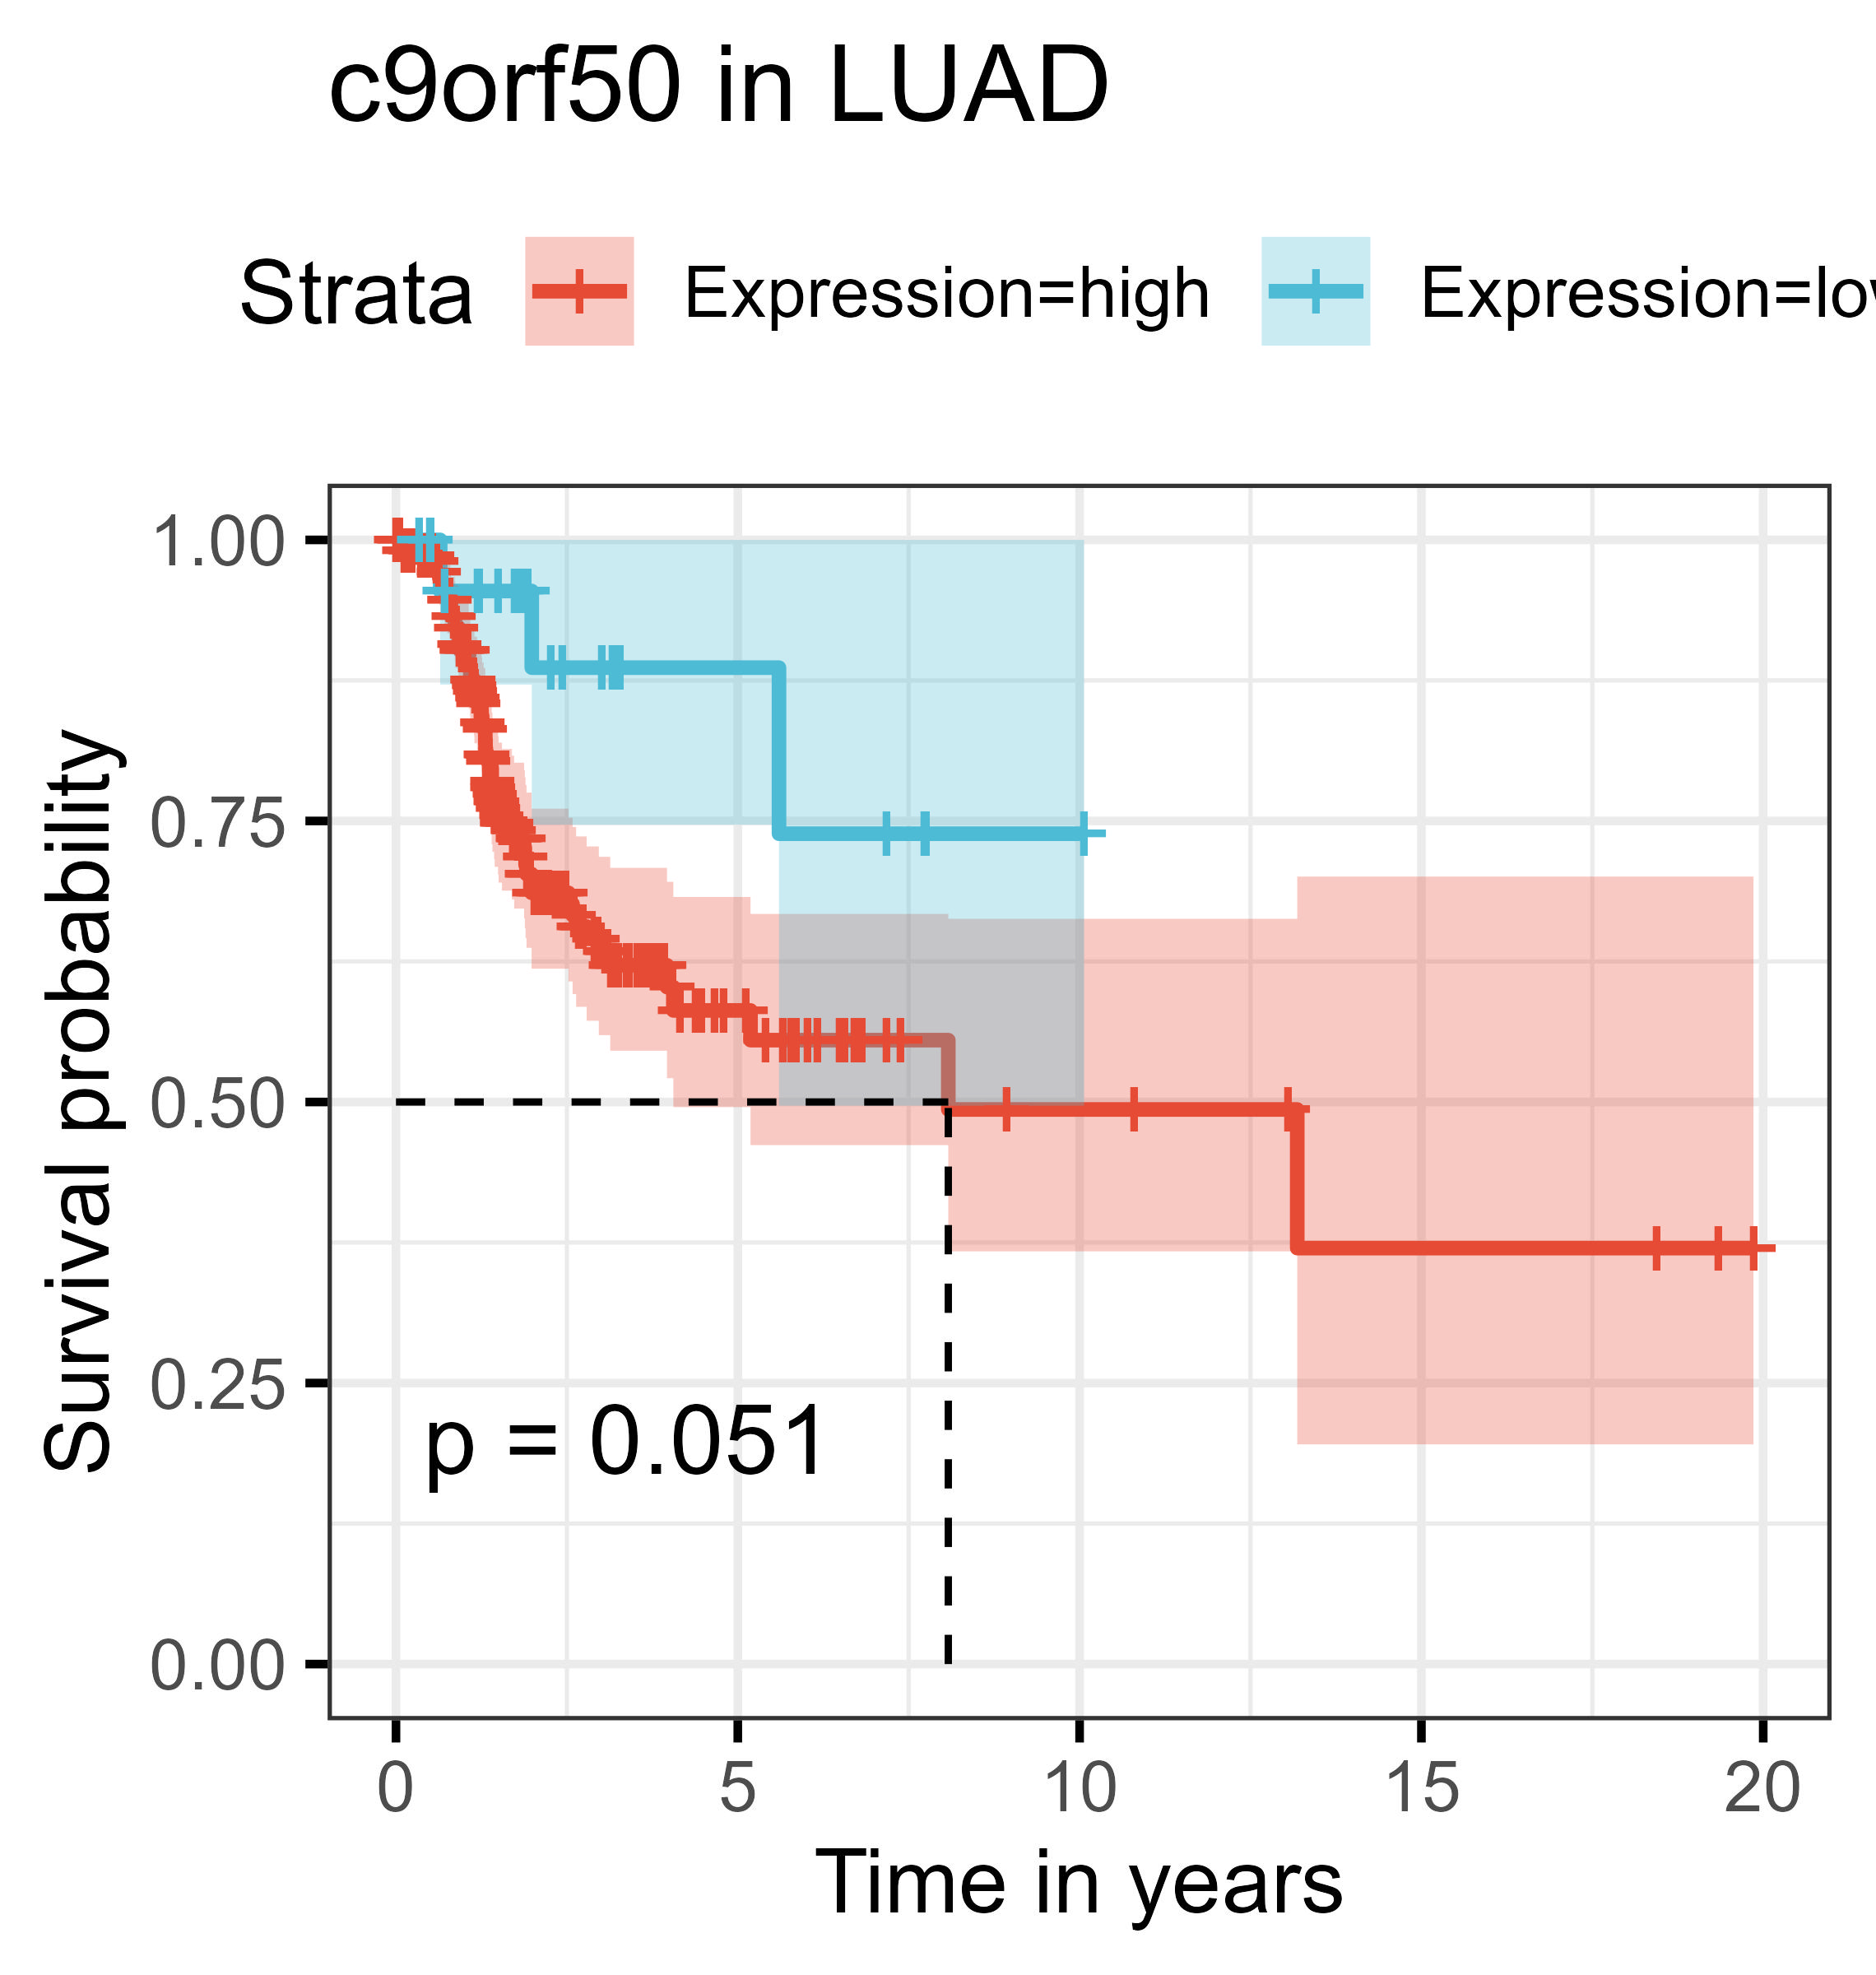 c9orf50 in LUAD
Strata Expression=high Expression=lo
Survival probability
1.00
0.75
0.50
0.25
0.00
p = 0.051
0 5 10 15 20
Time in years